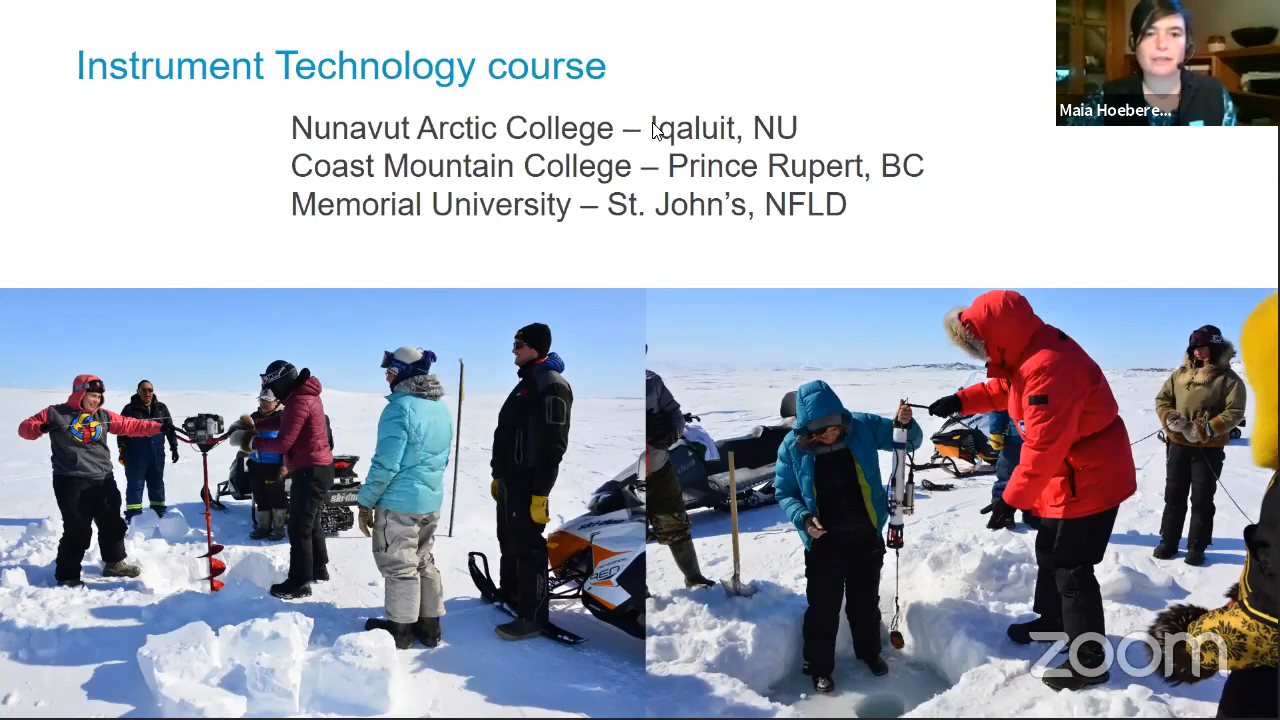 Instrument Technology course
Maia Hoebere...
Nunavut Arctic College – Iqaluit, NU
Coast Mountain College – Prince Rupert, BC
Memorial University – St. John’s, NFLD
zoom